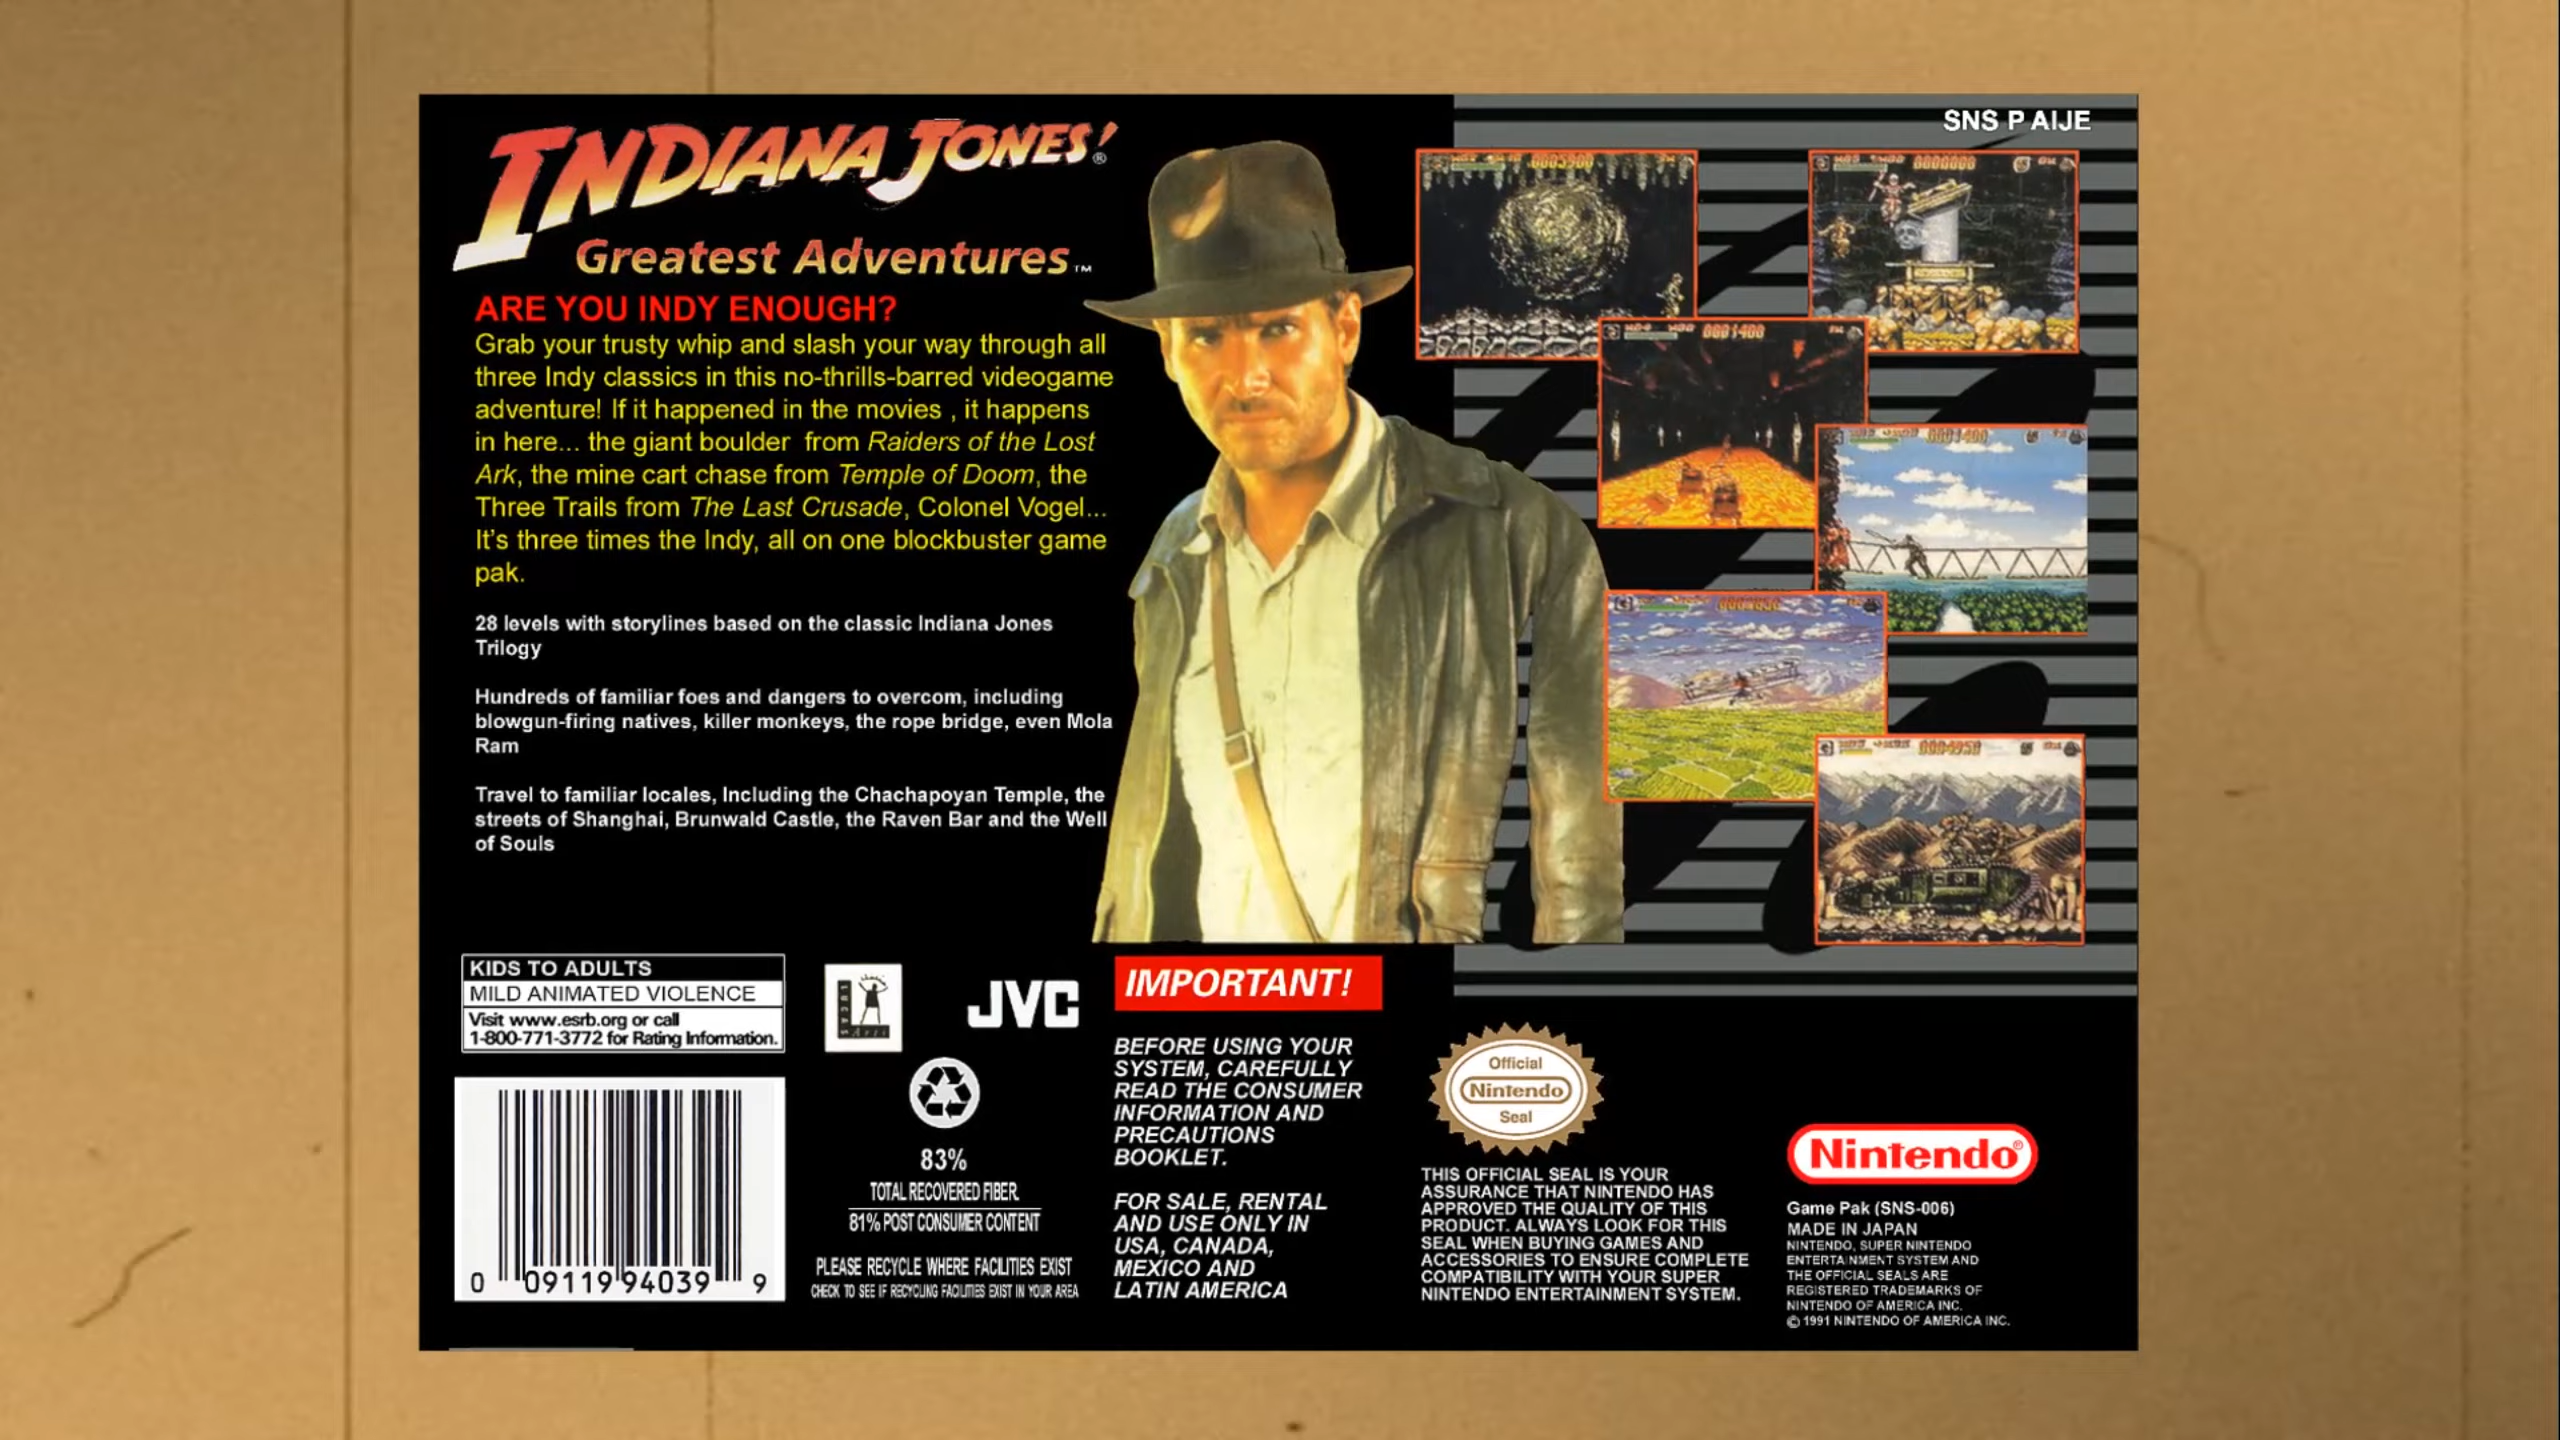 INDIANA JONES'®
Greatest Adventures™
ARE YOU INDY ENOUGH?
Grab your trusty whip and slash your way through all
three Indy classics in this no-thrills-barred videogame
adventure! If it happened in the movies , it happens
in here... the giant boulder from Raiders of the Lost
Ark, the mine cart chase from Temple of Doom, the
Three Trails from The Last Crusade, Colonel Vogel...
It's three times the Indy, all on one blockbuster game
pak.
28 levels with storylines based on the classic Indiana Jones
Trilogy
Hundreds of familiar foes and dangers to overcom, including
blowgun-firing natives, killer monkeys, the rope bridge, even Mola
Ram
Travel to familiar locales, Including the Chachapoyan Temple, the
streets of Shanghai, Brunwald Castle, the Raven Bar and the Well
of Souls
SNS P AIJE
0003900
0000000
0001400
0001400
0004950
KIDS TO ADULTS
MILD ANIMATED VIOLENCE
Visit www.esrb.org or call
1-800-771-3772 for Rating Information.
0 09119 94039 9
LUCAS
Arts
JVC
83%
TOTAL RECOVERED FIBER
81% POST CONSUMER CONTENT
PLEASE RECYCLE WHERE FACILITIES EXIST
CHECK TO SEE IF RECYCLING FACILITIES EXIST IN YOUR AREA
IMPORTANT!
BEFORE USING YOUR
SYSTEM, CAREFULLY
READ THE CONSUMER
INFORMATION AND
PRECAUTIONS
BOOKLET.
FOR SALE, RENTAL
AND USE ONLY IN
USA, CANADA,
MEXICO AND
LATIN AMERICA
Official
Nintendo
Seal
THIS OFFICIAL SEAL IS YOUR
ASSURANCE THAT NINTENDO HAS
APPROVED THE QUALITY OF THIS
PRODUCT. ALWAYS LOOK FOR THIS
SEAL WHEN BUYING GAMES AND
ACCESSORIES TO ENSURE COMPLETE
COMPATIBILITY WITH YOUR SUPER
NINTENDO ENTERTAINMENT SYSTEM.
Nintendo®
Game Pak (SNS-006)
MADE IN JAPAN
NINTENDO, SUPER NINTENDO
ENTERTAINMENT SYSTEM AND
THE OFFICIAL SEALS ARE
REGISTERED TRADEMARKS OF
NINTENDO OF AMERICA INC.
© 1991 NINTENDO OF AMERICA INC.